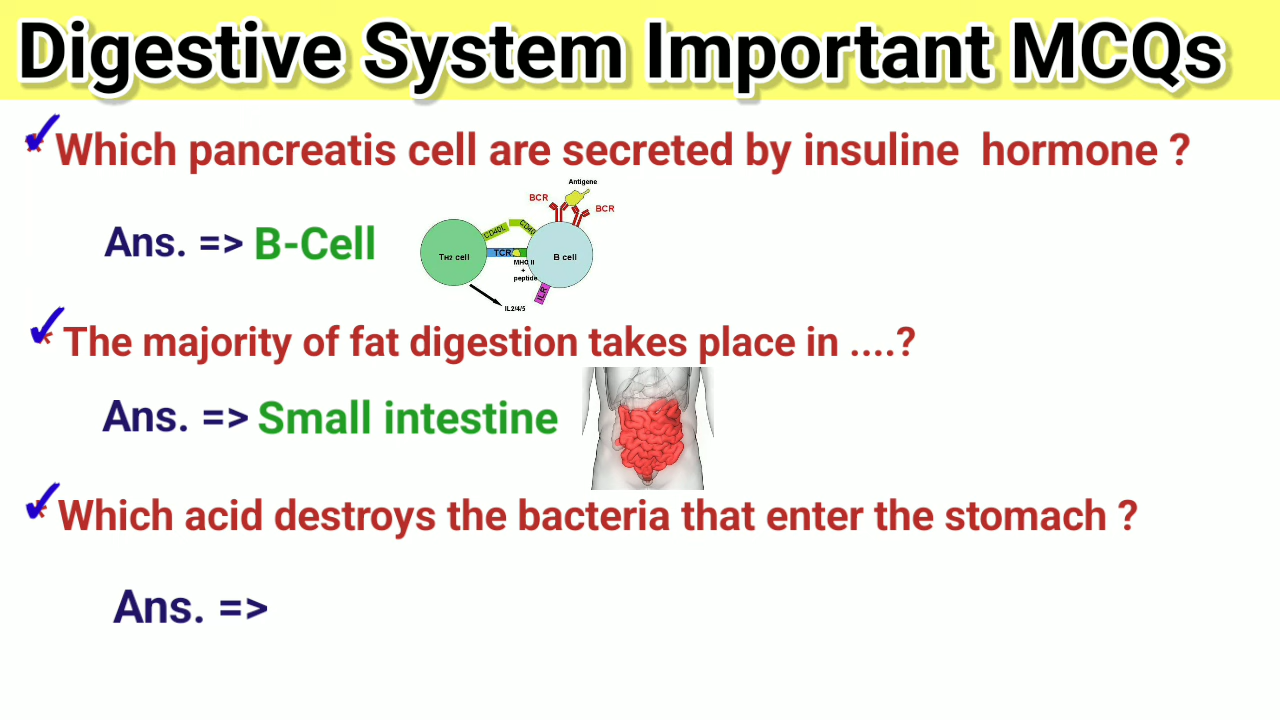 Digestive System Important MCQs
✓* Which pancreatis cell are secreted by insuline hormone ?
Ans. => B-Cell
Antigene
BCR
BCR
CD40L
CD40
TH2 cell
TCR
MHC II
+
peptide
B cell
ILR
IL2/4/5
✓* The majority of fat digestion takes place in ....?
Ans. => Small intestine
✓* Which acid destroys the bacteria that enter the stomach ?
Ans. =>